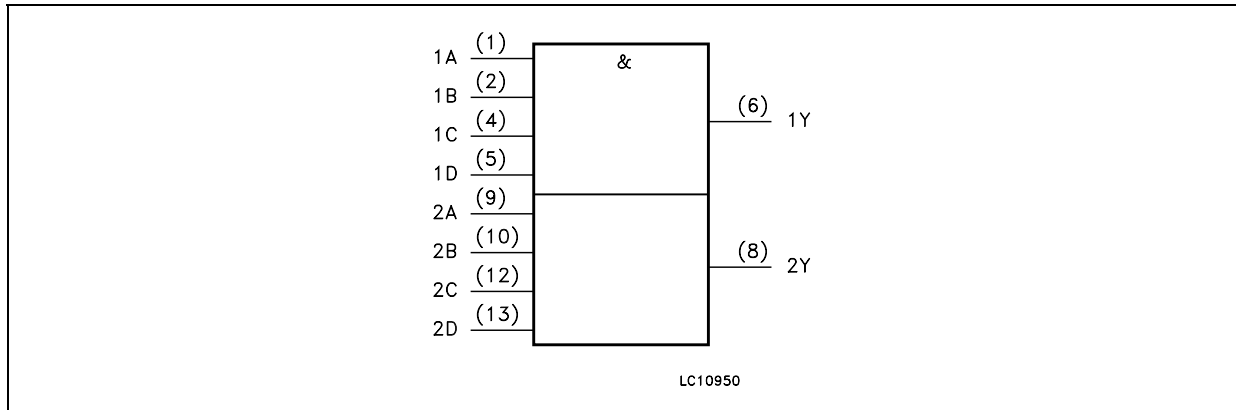 1A (1)
&
1B (2)
(6) 1Y
1C (4)
1D (5)
2A (9)
2B (10)
(8) 2Y
2C (12)
2D (13)
LC10950